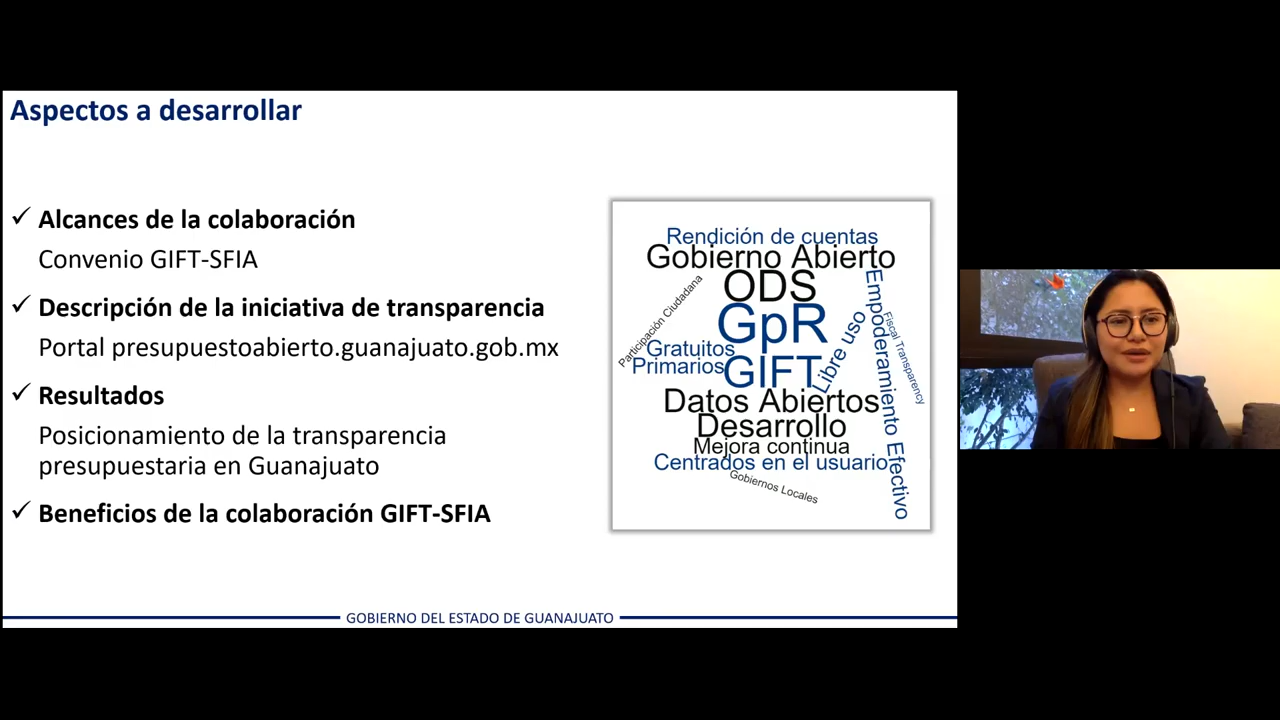 Aspectos a desarrollar
✓ Alcances de la colaboración
Convenio GIFT-SFIA
✓ Descripción de la iniciativa de transparencia
Portal presupuestoabierto.guanajuato.gob.mx
✓ Resultados
Posicionamiento de la transparencia
presupuestaria en Guanajuato
✓ Beneficios de la colaboración GIFT-SFIA
Rendición de cuentas
Gobierno Abierto
ODS
GpR
GIFT
Participación Ciudadana
Gratuitos
Primarios
Libre uso
Empoderamiento Efectivo
Fiscal Transparency
Datos Abiertos
Desarrollo
Mejora continua
Centrados en el usuario
Gobiernos Locales
GOBIERNO DEL ESTADO DE GUANAJUATO